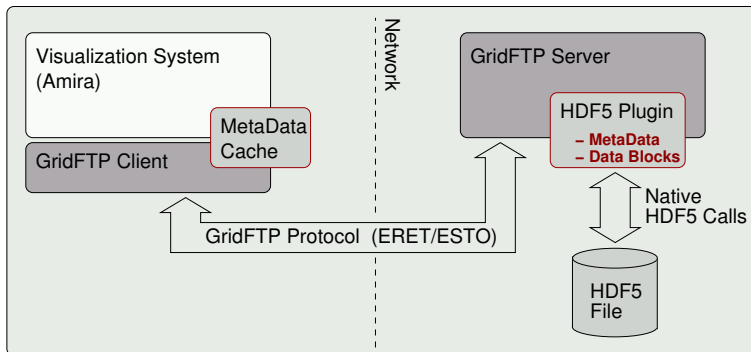 Visualization System
(Amira)
MetaData
Cache
GridFTP Client
Network
GridFTP Server
HDF5 Plugin
– MetaData
– Data Blocks
Native
HDF5 Calls
GridFTP Protocol (ERET/ESTO)
HDF5
File